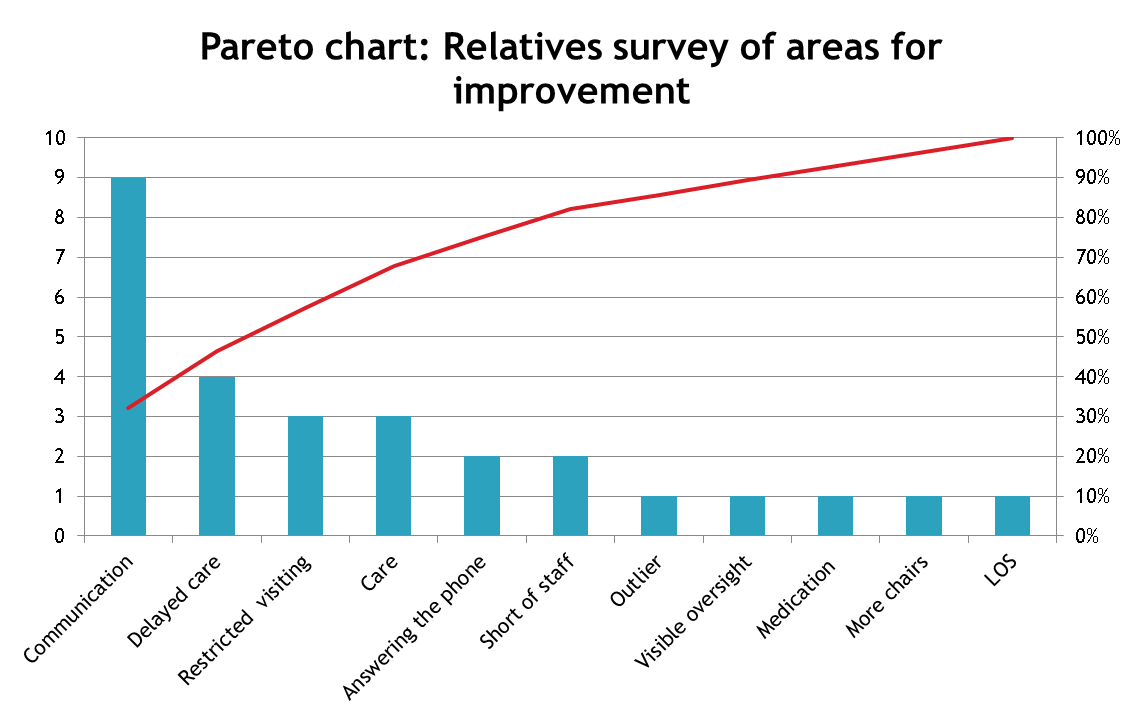 Pareto chart: Relatives survey of areas for
improvement
10
9
8
7
6
5
4
3
2
1
0
100%
90%
80%
70%
60%
50%
40%
30%
20%
10%
0%
Communication
Delayed care
Restricted visiting
Care
Answering the phone
Short of staff
Outlier
Visible oversight
Medication
More chairs
LOS